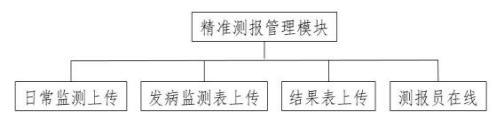 精准测报管理模块
日常监测上传
发病监测表上传
结果表上传
测报员在线